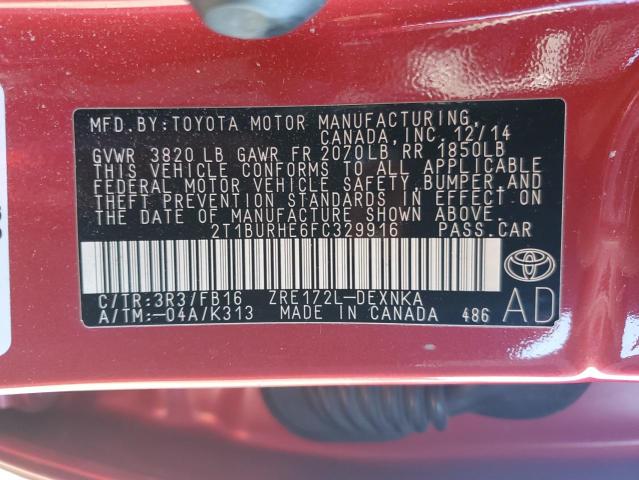 MFD.BY:TOYOTA MOTOR MANUFACTURING,
CANADA, INC. 12/14
GVWR 3820 LB GAWR FR 2070LB RR 1850LB
THIS VEHICLE CONFORMS TO ALL APPLICABLE
FEDERAL MOTOR VEHICLE SAFETY,BUMPER,AND
THEFT PREVENTION STANDARDS IN EFFECT ON
THE DATE OF MANUFACTURE SHOWN ABOVE.
2T1BURHE6FC329916 PASS.CAR
C/TR:3R3/FB16 ZRE172L-DEXNKA
A/TM:-04A/K313 MADE IN CANADA 486 AD